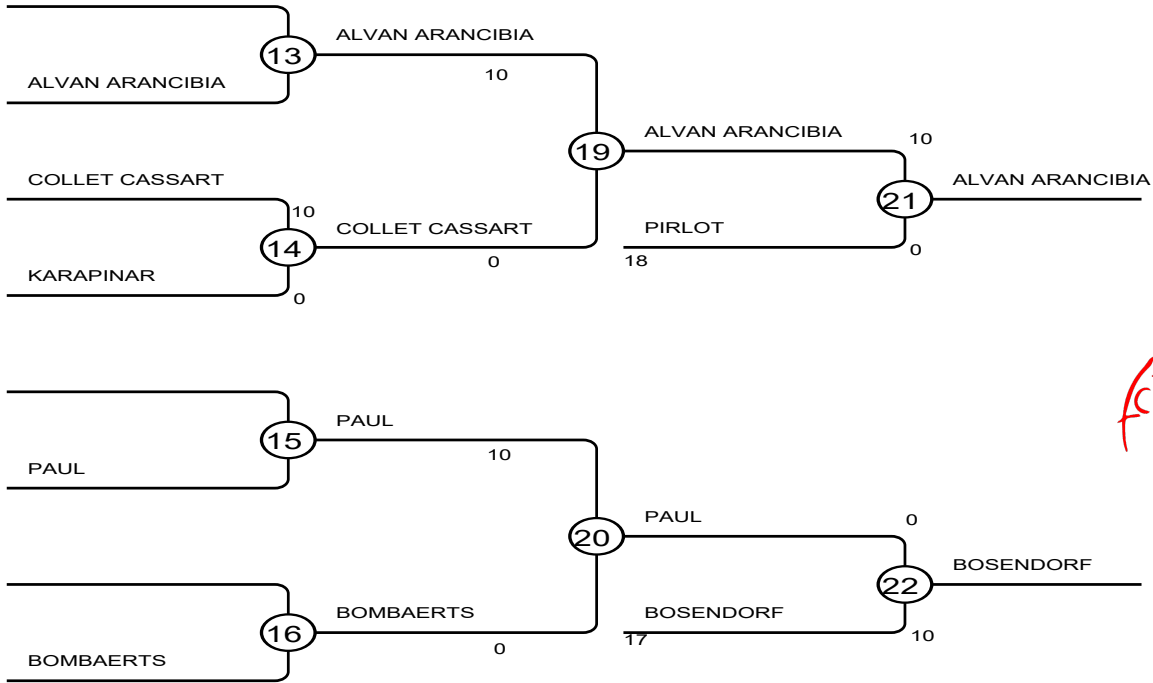 ALVAN ARANCIBIA
13
ALVAN ARANCIBIA
10
COLLET CASSART
10
14
COLLET CASSART
0
KARAPINAR
0
19
ALVAN ARANCIBIA
10
PIRLOT
18
0
21
ALVAN ARANCIBIA
15
PAUL
10
PAUL
20
PAUL
0
16
BOMBAERTS
0
BOMBAERTS
BOSENDORF
17
10
22
BOSENDORF